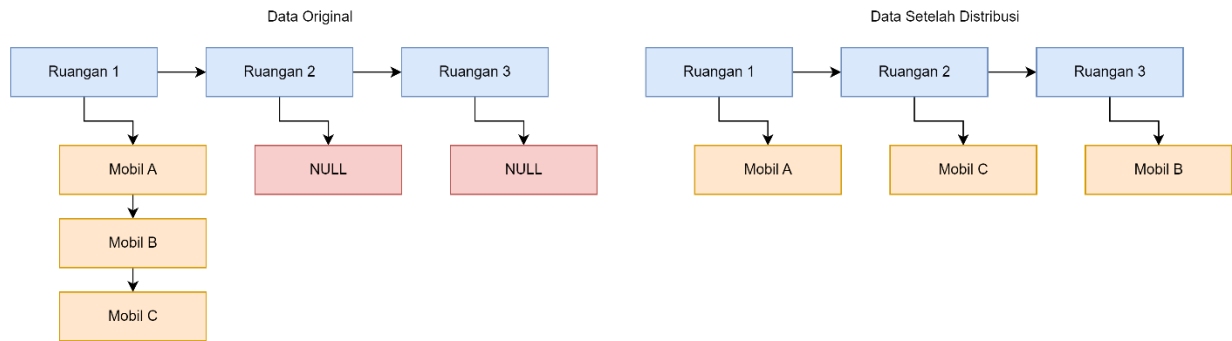 Data Original
Ruangan 1
Ruangan 2
Ruangan 3
Mobil A
NULL
NULL
Mobil B
Mobil C
Data Setelah Distribusi
Ruangan 1
Ruangan 2
Ruangan 3
Mobil A
Mobil C
Mobil B